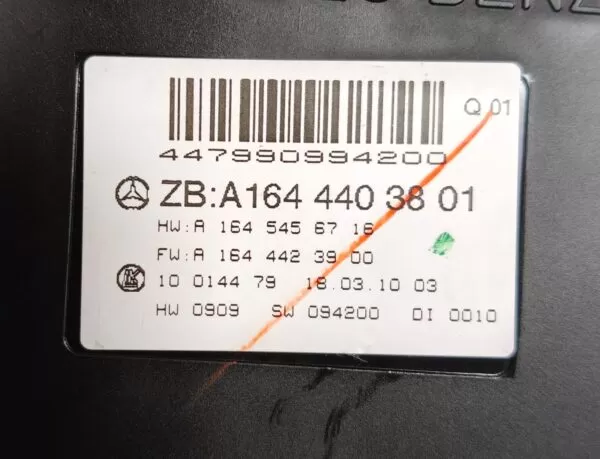 Q 01
447990994200
ZB:A164 440 38 01
HW:A 164 545 67 16
FW:A 164 442 39 00
10 0144 79 18.03.10 03
HW 0909 SW 094200 DI 0010